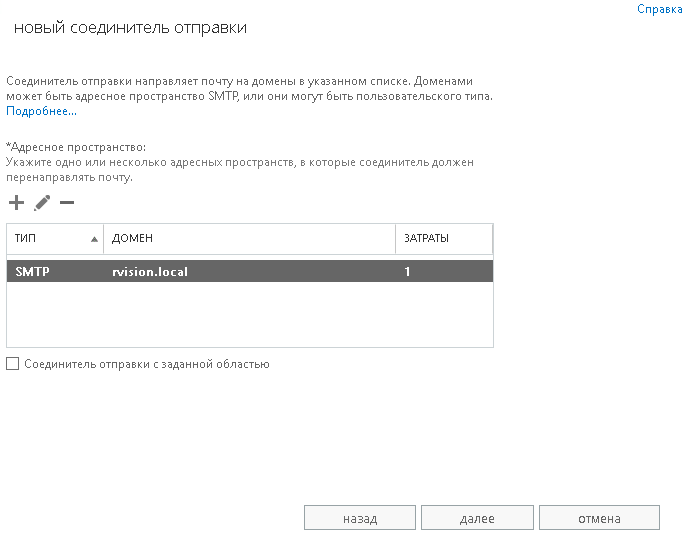 Справка
новый соединитель отправки
Соединитель отправки направляет почту на домены в указанном списке. Доменами
может быть адресное пространство SMTP, или они могут быть пользовательского типа.
Подробнее...
*Адресное пространство:
Укажите одно или несколько адресных пространств, в которые соединитель должен
перенаправлять почту.
ТИП ДОМЕН ЗАТРАТЫ
SMTP rvision.local 1
Соединитель отправки с заданной областью
назад далее отмена